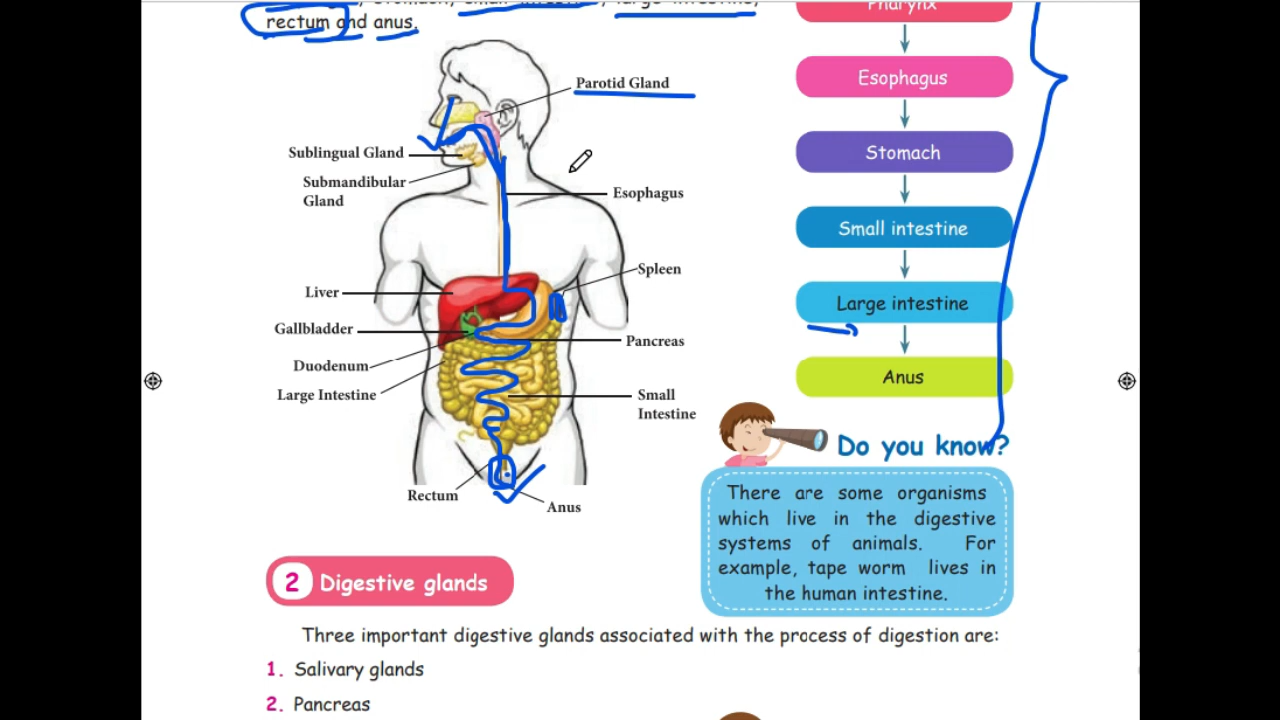 rectum and anus.
Pharynx
Esophagus
Stomach
Small intestine
Large intestine
Anus
Parotid Gland
Sublingual Gland
Submandibular
Gland
Esophagus
Spleen
Liver
Gallbladder
Pancreas
Duodenum
Large Intestine
Small
Intestine
Rectum
Anus
Do you know?
There are some organisms
which live in the digestive
systems of animals. For
example, tape worm lives in
the human intestine.
2 Digestive glands
Three important digestive glands associated with the process of digestion are:
1. Salivary glands
2. Pancreas